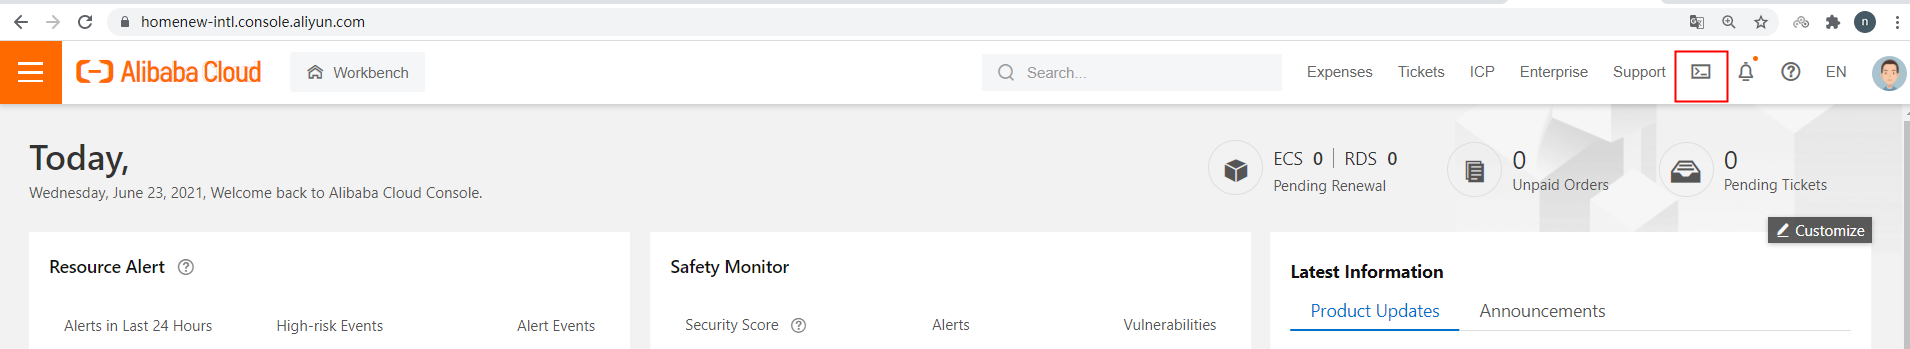 homenew-intl.console.aliyun.com n
Alibaba Cloud Workbench Search... Expenses Tickets ICP Enterprise Support EN
Today,
Wednesday, June 23, 2021, Welcome back to Alibaba Cloud Console.
ECS 0 | RDS 0
Pending Renewal
0
Unpaid Orders
0
Pending Tickets
Customize
Resource Alert ?
Alerts in Last 24 Hours High-risk Events Alert Events
Safety Monitor
Security Score ? Alerts Vulnerabilities
Latest Information
Product Updates Announcements